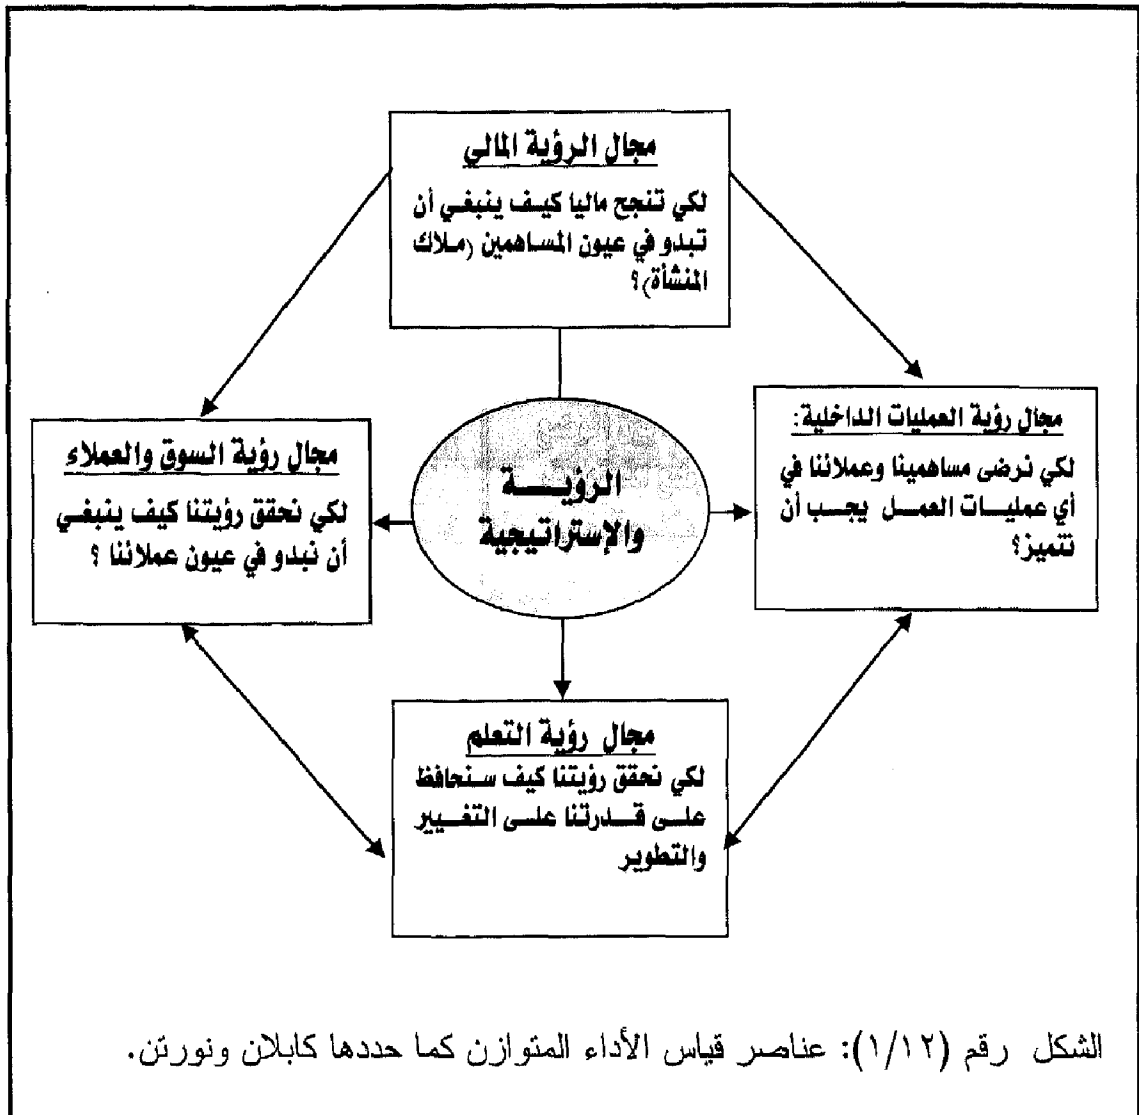 مجال الرؤية المالي
لكي تنجح ماليا كيف ينبغي أن
تبدو في عيون المساهمين (ملاك
المنشأة)؟
مجال رؤية العمليات الداخلية:
لكي نرضى مساهمينا وعملائنا في
أي عمليات العمل يجب أن
نتميز؟
الرؤية
والإستراتيجية
مجال رؤية السوق والعملاء
لكي نحقق رؤيتنا كيف ينبغي
أن نبدو في عيون عملائنا ؟
مجال رؤية التعلم
لكي نحقق رؤيتنا كيف سنحافظ
على قدرتنا على التغيير
والتطوير
الشكل رقم (١/١٢): عناصر قياس الأداء المتوازن كما حددها كابلان ونورتن.